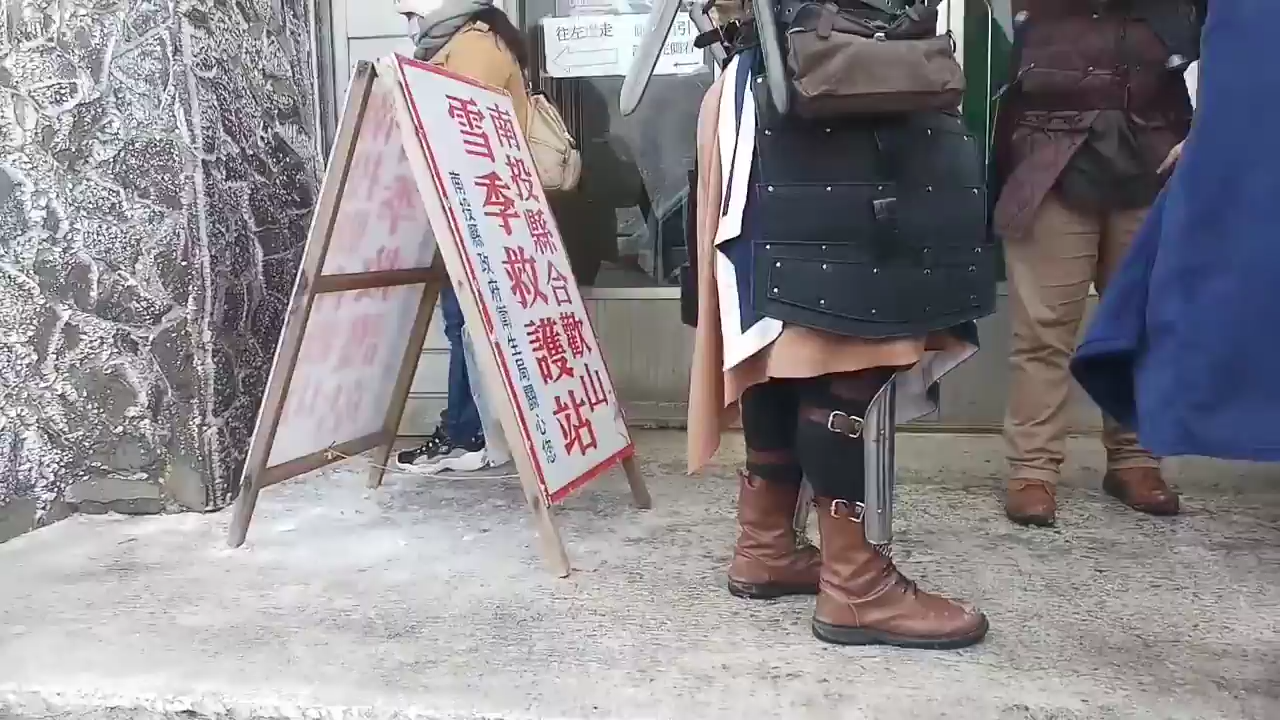 南投縣合歡山
雪季救護站
南投縣政府衛生局關心您
往左邊走